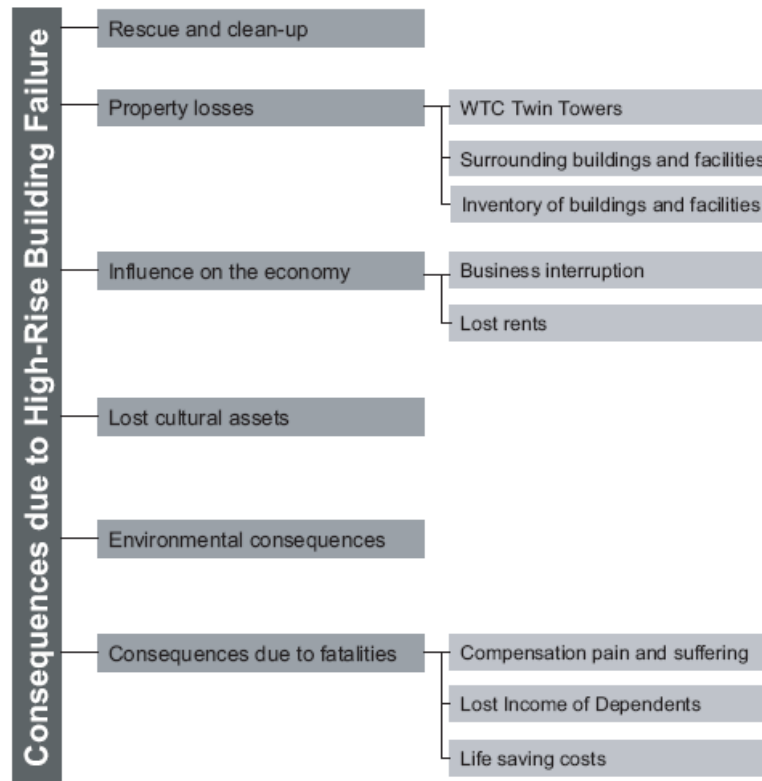 Consequences due to High-Rise Building Failure
Rescue and clean-up
Property losses
WTC Twin Towers
Surrounding buildings and facilities
Inventory of buildings and facilities
Influence on the economy
Business interruption
Lost rents
Lost cultural assets
Environmental consequences
Consequences due to fatalities
Compensation pain and suffering
Lost Income of Dependents
Life saving costs